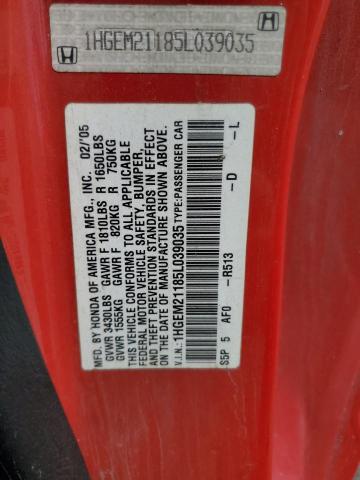 1HGEM21185L039035
MFD. BY HONDA OF AMERICA MFG., INC. 02/'05
GVWR 3430LBS GAWR F 1810LBS R 1650LBS
GVWR 1555KG GAWR F 820KG R 750KG
THIS VEHICLE CONFORMS TO ALL APPLICABLE
FEDERAL MOTOR VEHICLE SAFETY, BUMPER,
AND THEFT PREVENTION STANDARDS IN EFFECT
ON THE DATE OF MANUFACTURE SHOWN ABOVE.
V.I.N.: 1HGEM21185L039035 TYPE:PASSENGER CAR
S5P 5 AFO -R513 -D -L